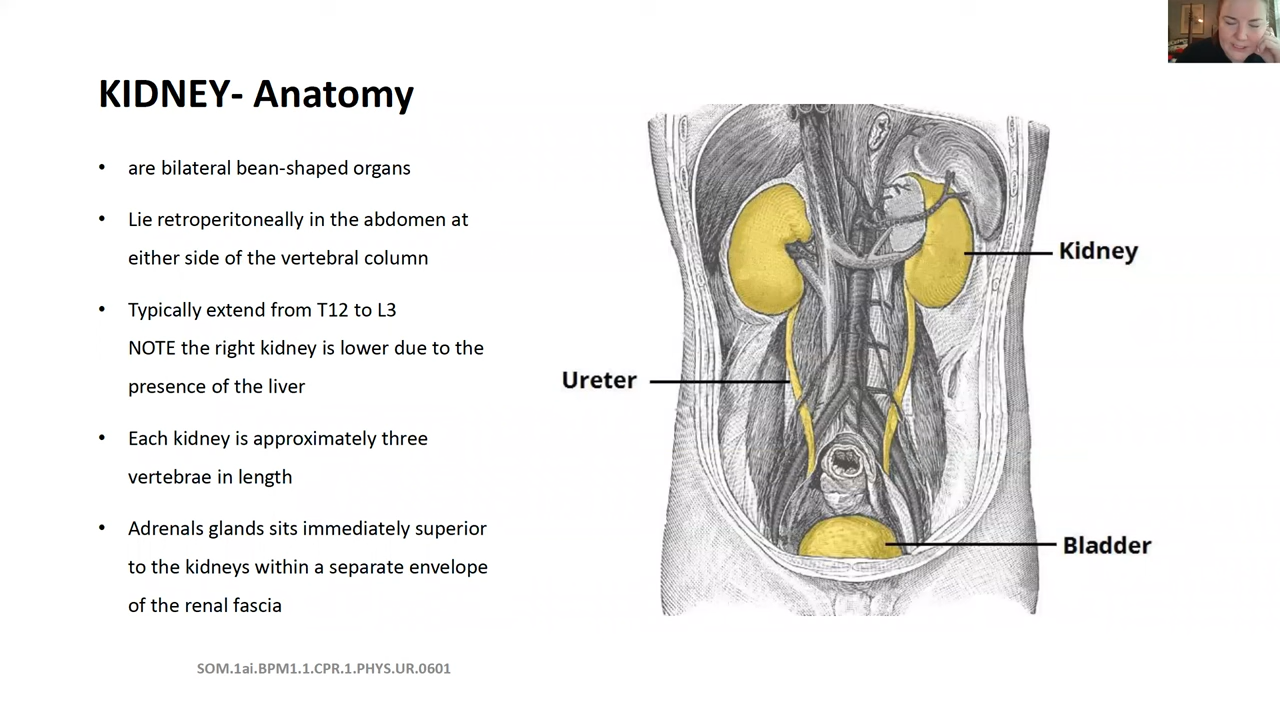 KIDNEY- Anatomy
• are bilateral bean-shaped organs
• Lie retroperitoneally in the abdomen at
either side of the vertebral column
• Typically extend from T12 to L3
NOTE the right kidney is lower due to the
presence of the liver
• Each kidney is approximately three
vertebrae in length
• Adrenals glands sits immediately superior
to the kidneys within a separate envelope
of the renal fascia
Kidney
Ureter
Bladder
SOM.1ai.BPM1.1.CPR.1.PHYS.UR.0601